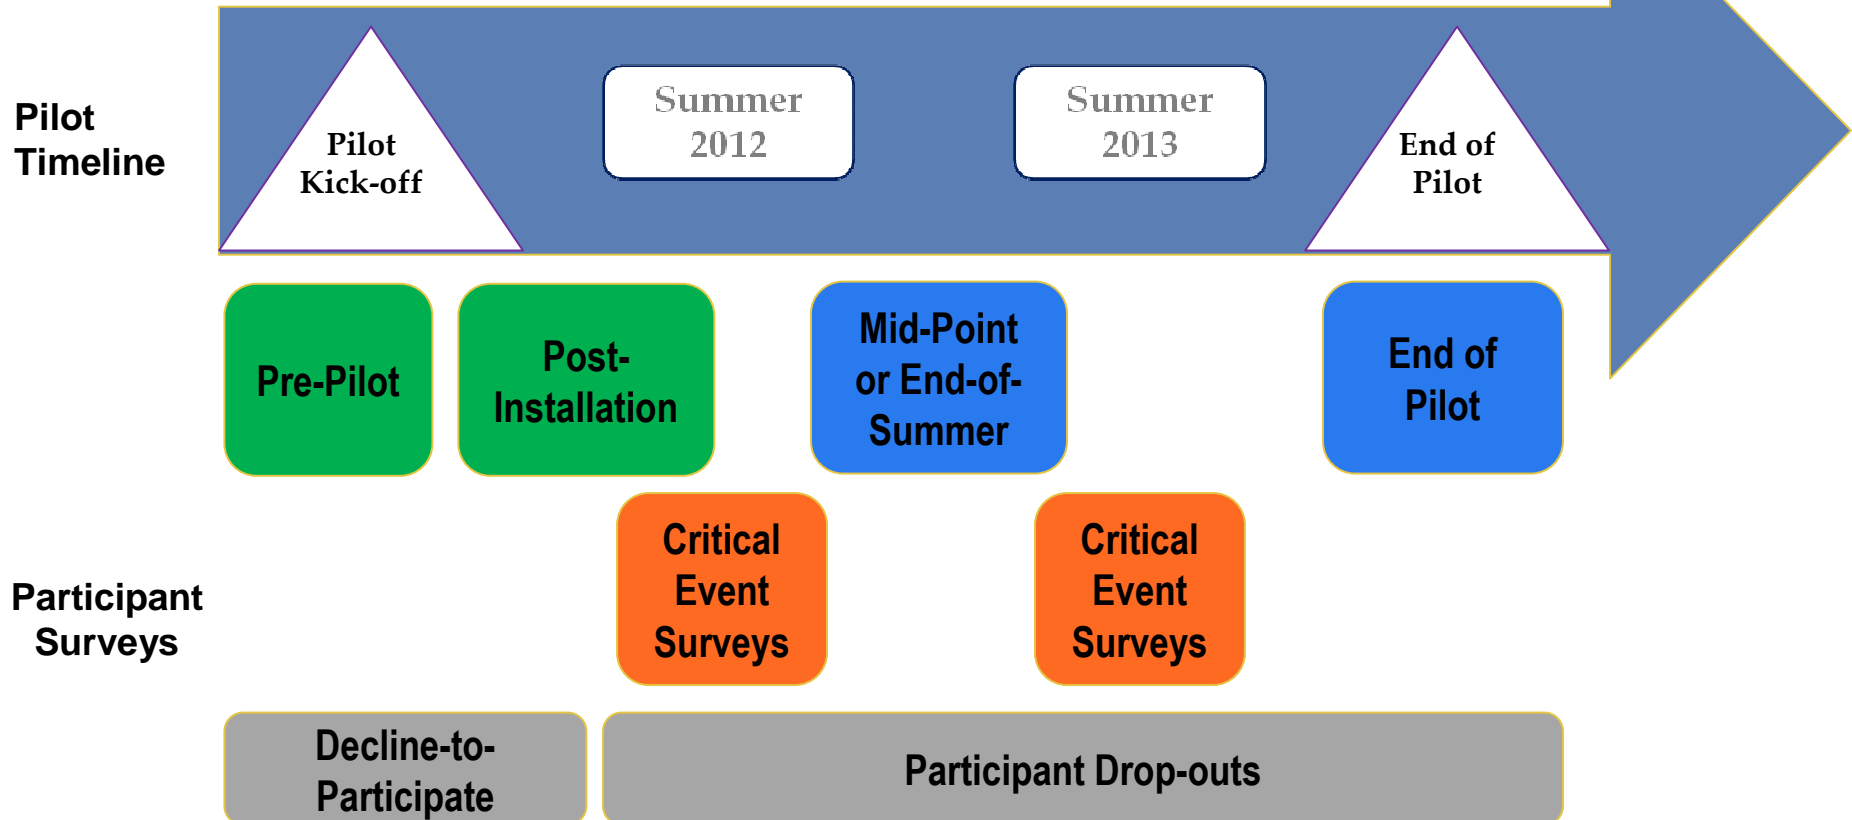 Pilot
Timeline
Pilot
Kick-off
Summer
2012
Summer
2013
End of
Pilot
Pre-Pilot
Post-
Installation
Mid-Point
or End-of-
Summer
End of
Pilot
Participant
Surveys
Critical
Event
Surveys
Critical
Event
Surveys
Decline-to-
Participate
Participant Drop-outs